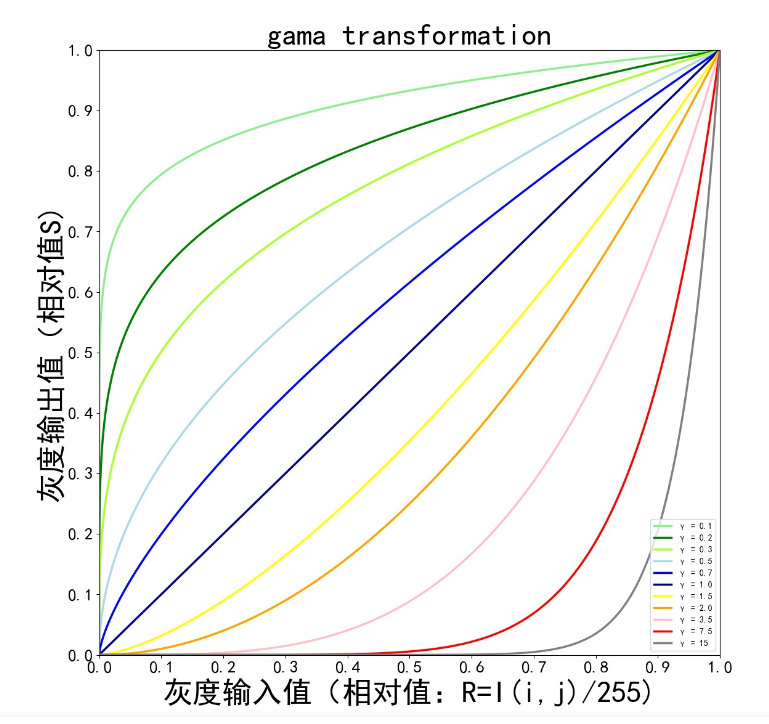 gama transformation
1.0
0.9
0.8
0.7
0.6
0.5
0.4
0.3
0.2
0.1
0.0
灰度输出值（相对值S）
γ = 0.1
γ = 0.2
γ = 0.3
γ = 0.5
γ = 0.7
γ = 1.0
γ = 1.5
γ = 2.0
γ = 3.5
γ = 7.5
γ = 15
0.0 0.1 0.2 0.3 0.4 0.5 0.6 0.7 0.8 0.9 1.0
灰度输入值（相对值：R=I(i,j)/255）